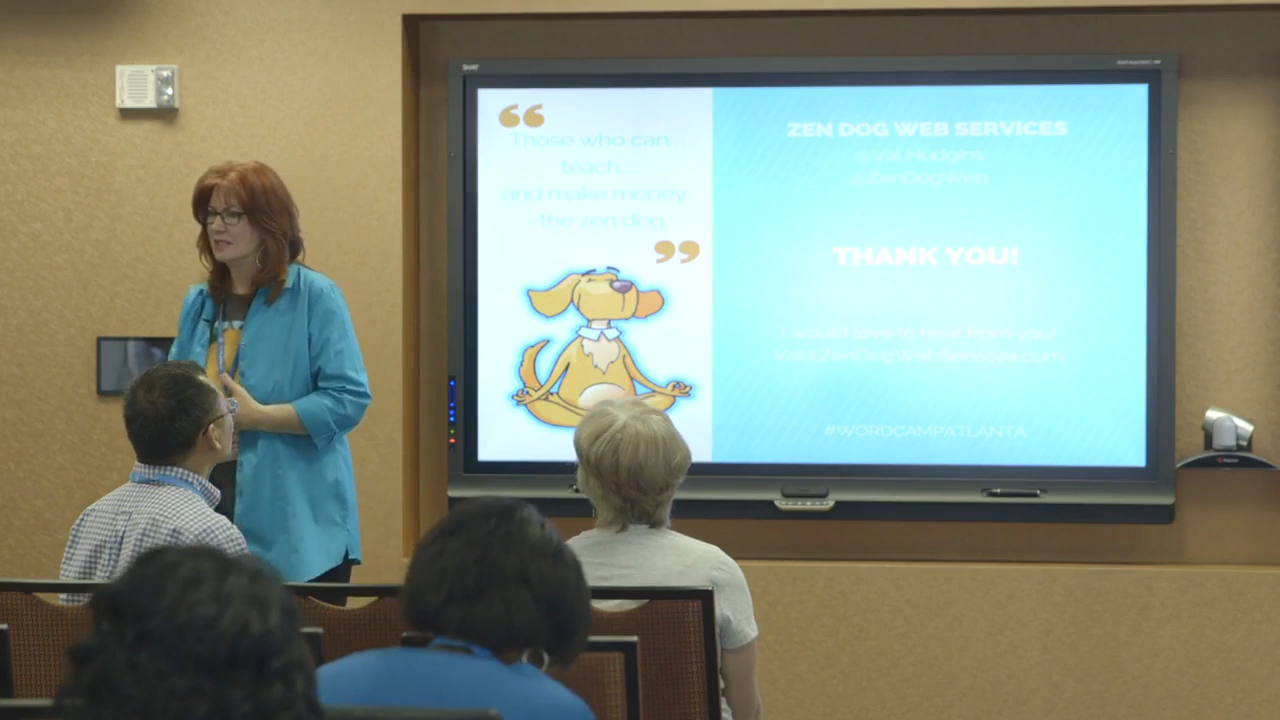 “
Those who can,
teach...
and make money
-the zen dog
”
ZEN DOG WEB SERVICES
@Val Hudgins
@ZenDogWeb
THANK YOU!
I would love to hear from you!
Val@ZenDogWebServices.com
#WORDCAMPATLANTA